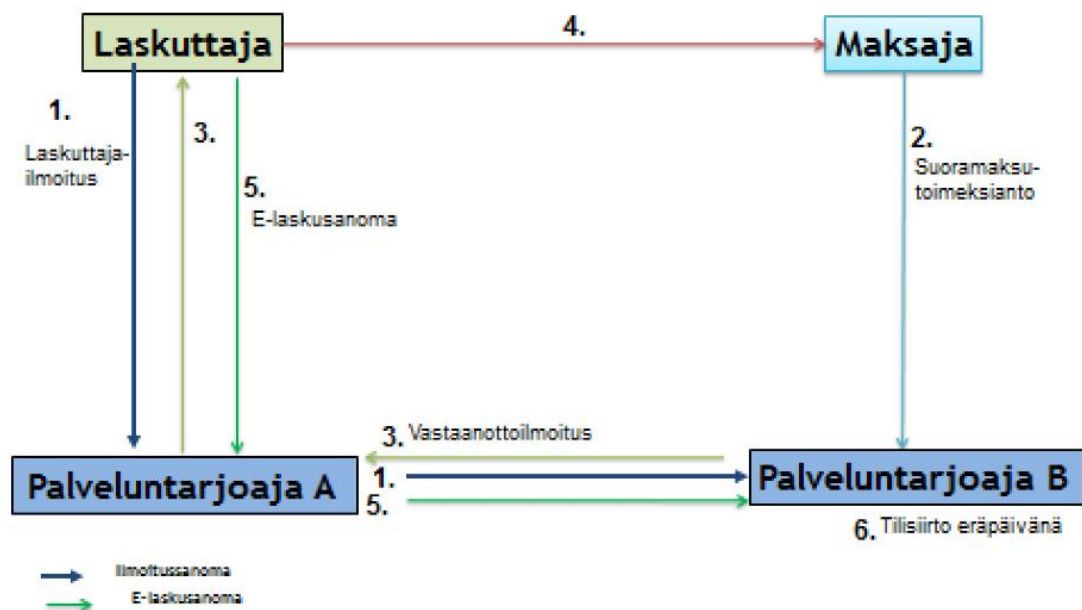 Laskuttaja
4.
Maksaja
1.
Laskuttaja-
ilmoitus
3.
5.
E-laskusanoma
2.
Suoramaksu-
toimeksianto
3. Vastaanottoilmoitus
Palveluntarjoaja A
1.
5.
Palveluntarjoaja B
6. Tilisiirto eräpäivänä
Ilmoitussanoma
E-laskusanoma